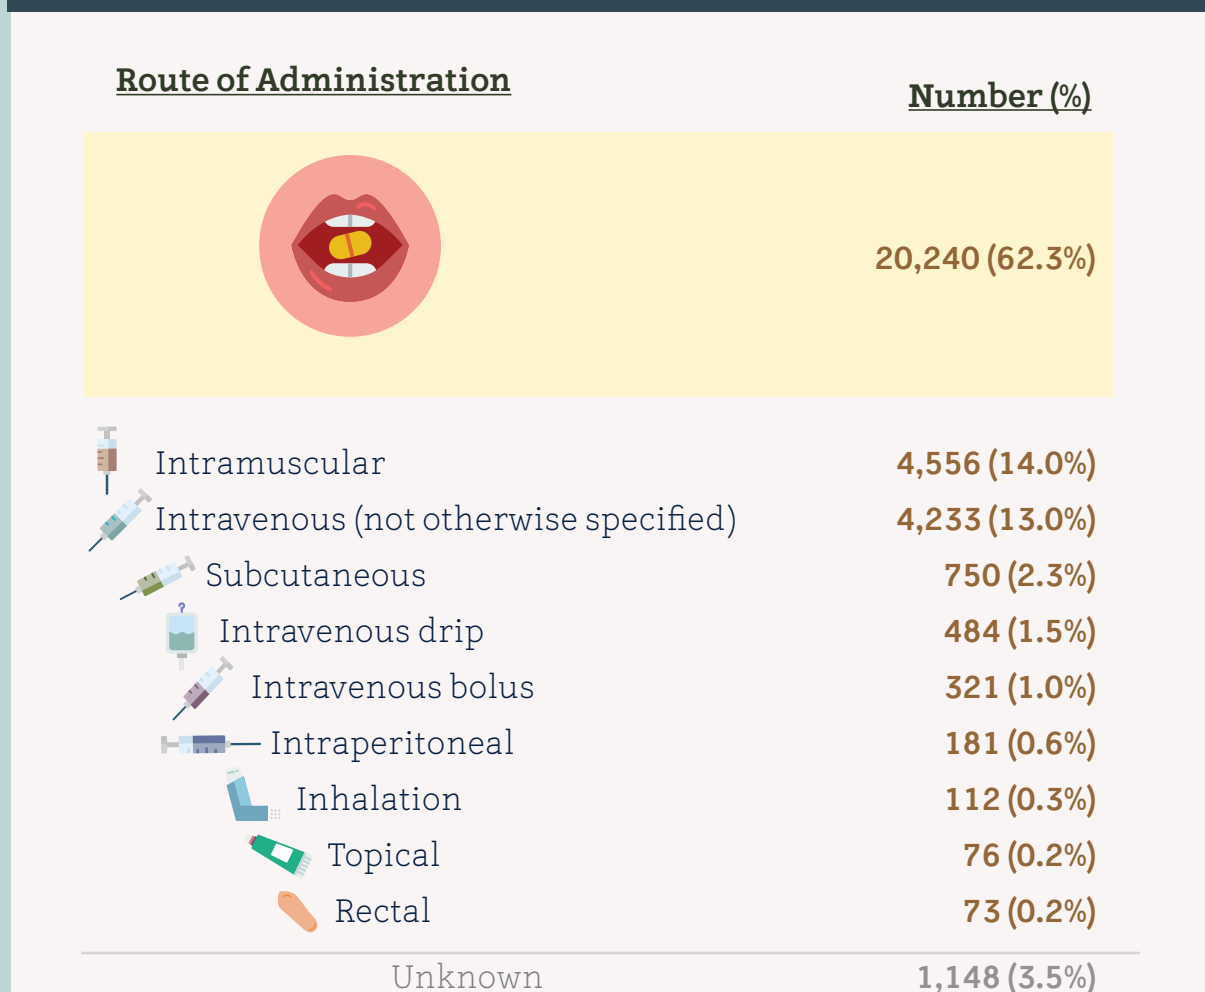 Route of Administration Number (%)
20,240 (62.3%)
Intramuscular 4,556 (14.0%)
Intravenous (not otherwise specified) 4,233 (13.0%)
Subcutaneous 750 (2.3%)
Intravenous drip 484 (1.5%)
Intravenous bolus 321 (1.0%)
Intraperitoneal 181 (0.6%)
Inhalation 112 (0.3%)
Topical 76 (0.2%)
Rectal 73 (0.2%)
Unknown 1,148 (3.5%)